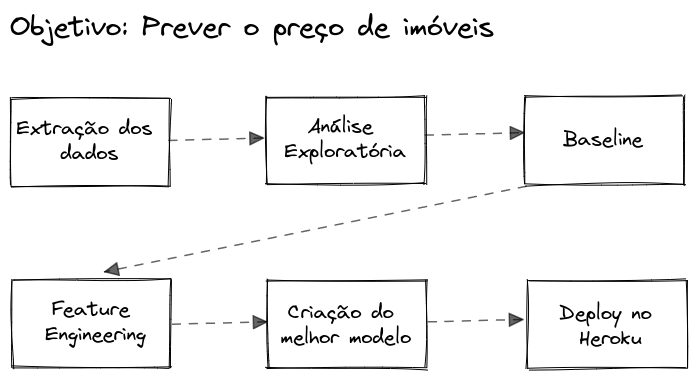 Objetivo: Prever o preço de imóveis
Extração dos
dados
Análise
Exploratória
Baseline
Feature
Engineering
Criação do
melhor modelo
Deploy no
Heroku